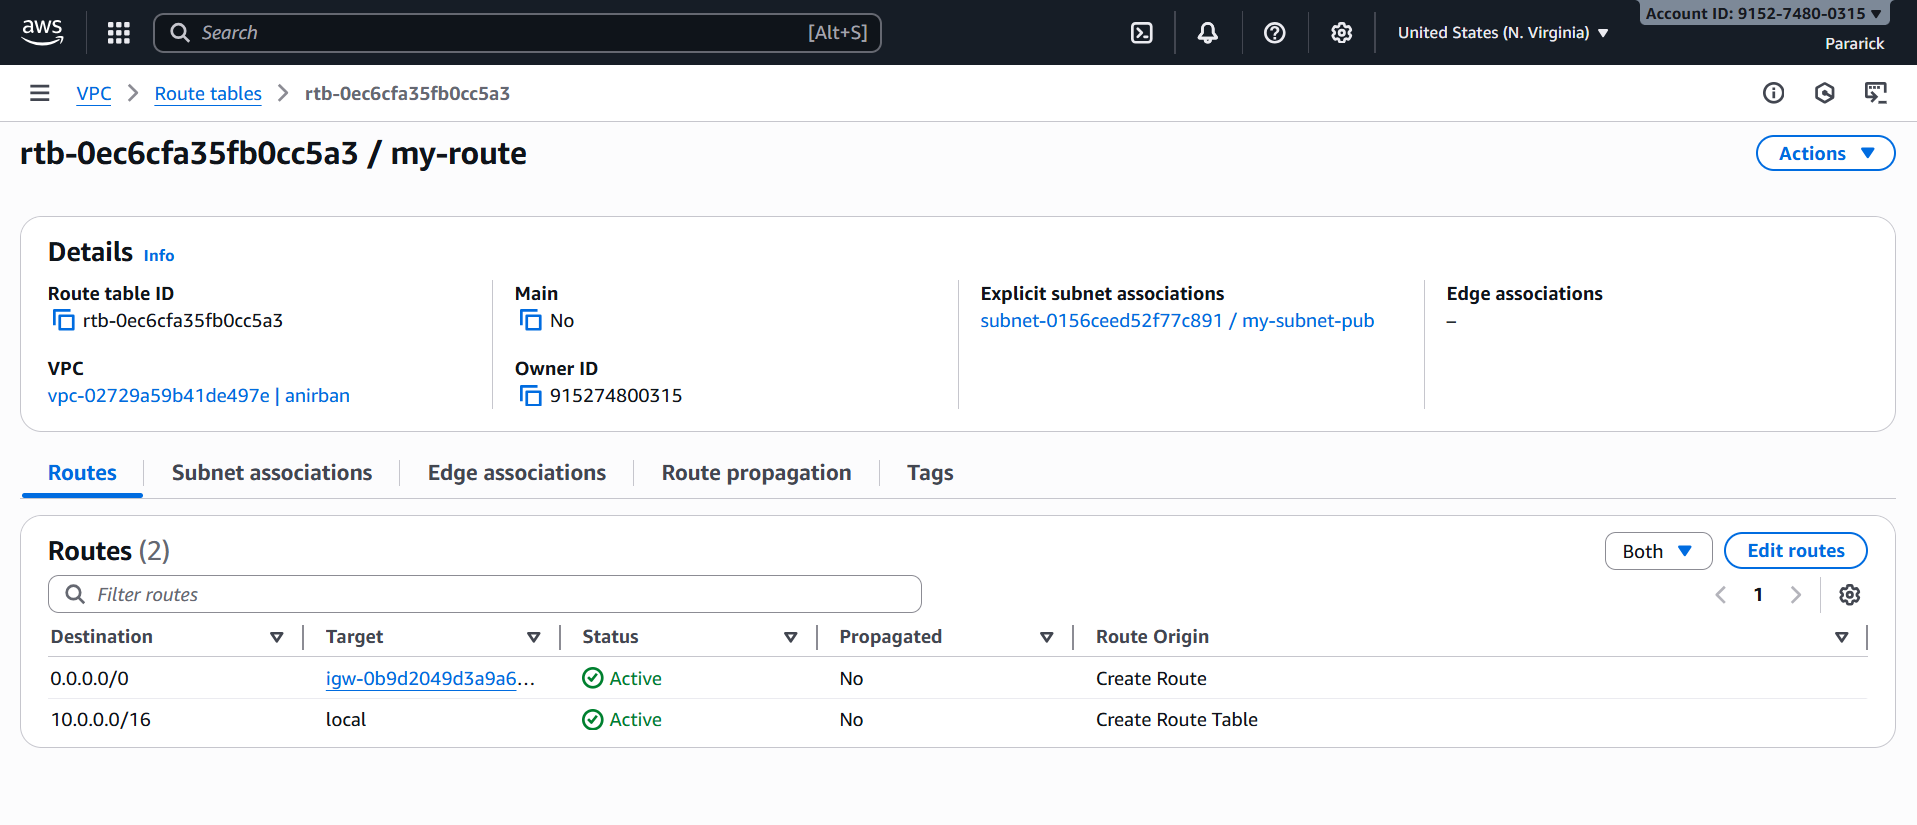 aws
Search [Alt+S]
United States (N. Virginia)
Account ID: 9152-7480-0315
Pararick
VPC Route tables rtb-0ec6cfa35fb0cc5a3
rtb-0ec6cfa35fb0cc5a3 / my-route
Actions
Details Info
Route table ID
rtb-0ec6cfa35fb0cc5a3
Main
No
Explicit subnet associations
subnet-0156ceed52f77c891 / my-subnet-pub
Edge associations
–
VPC
vpc-02729a59b41de497e | anirban
Owner ID
915274800315
Routes Subnet associations Edge associations Route propagation Tags
Routes (2)
Both
Edit routes
Filter routes
1
Destination Target Status Propagated Route Origin
0.0.0.0/0 igw-0b9d2049d3a9a6... Active No Create Route
10.0.0.0/16 local Active No Create Route Table